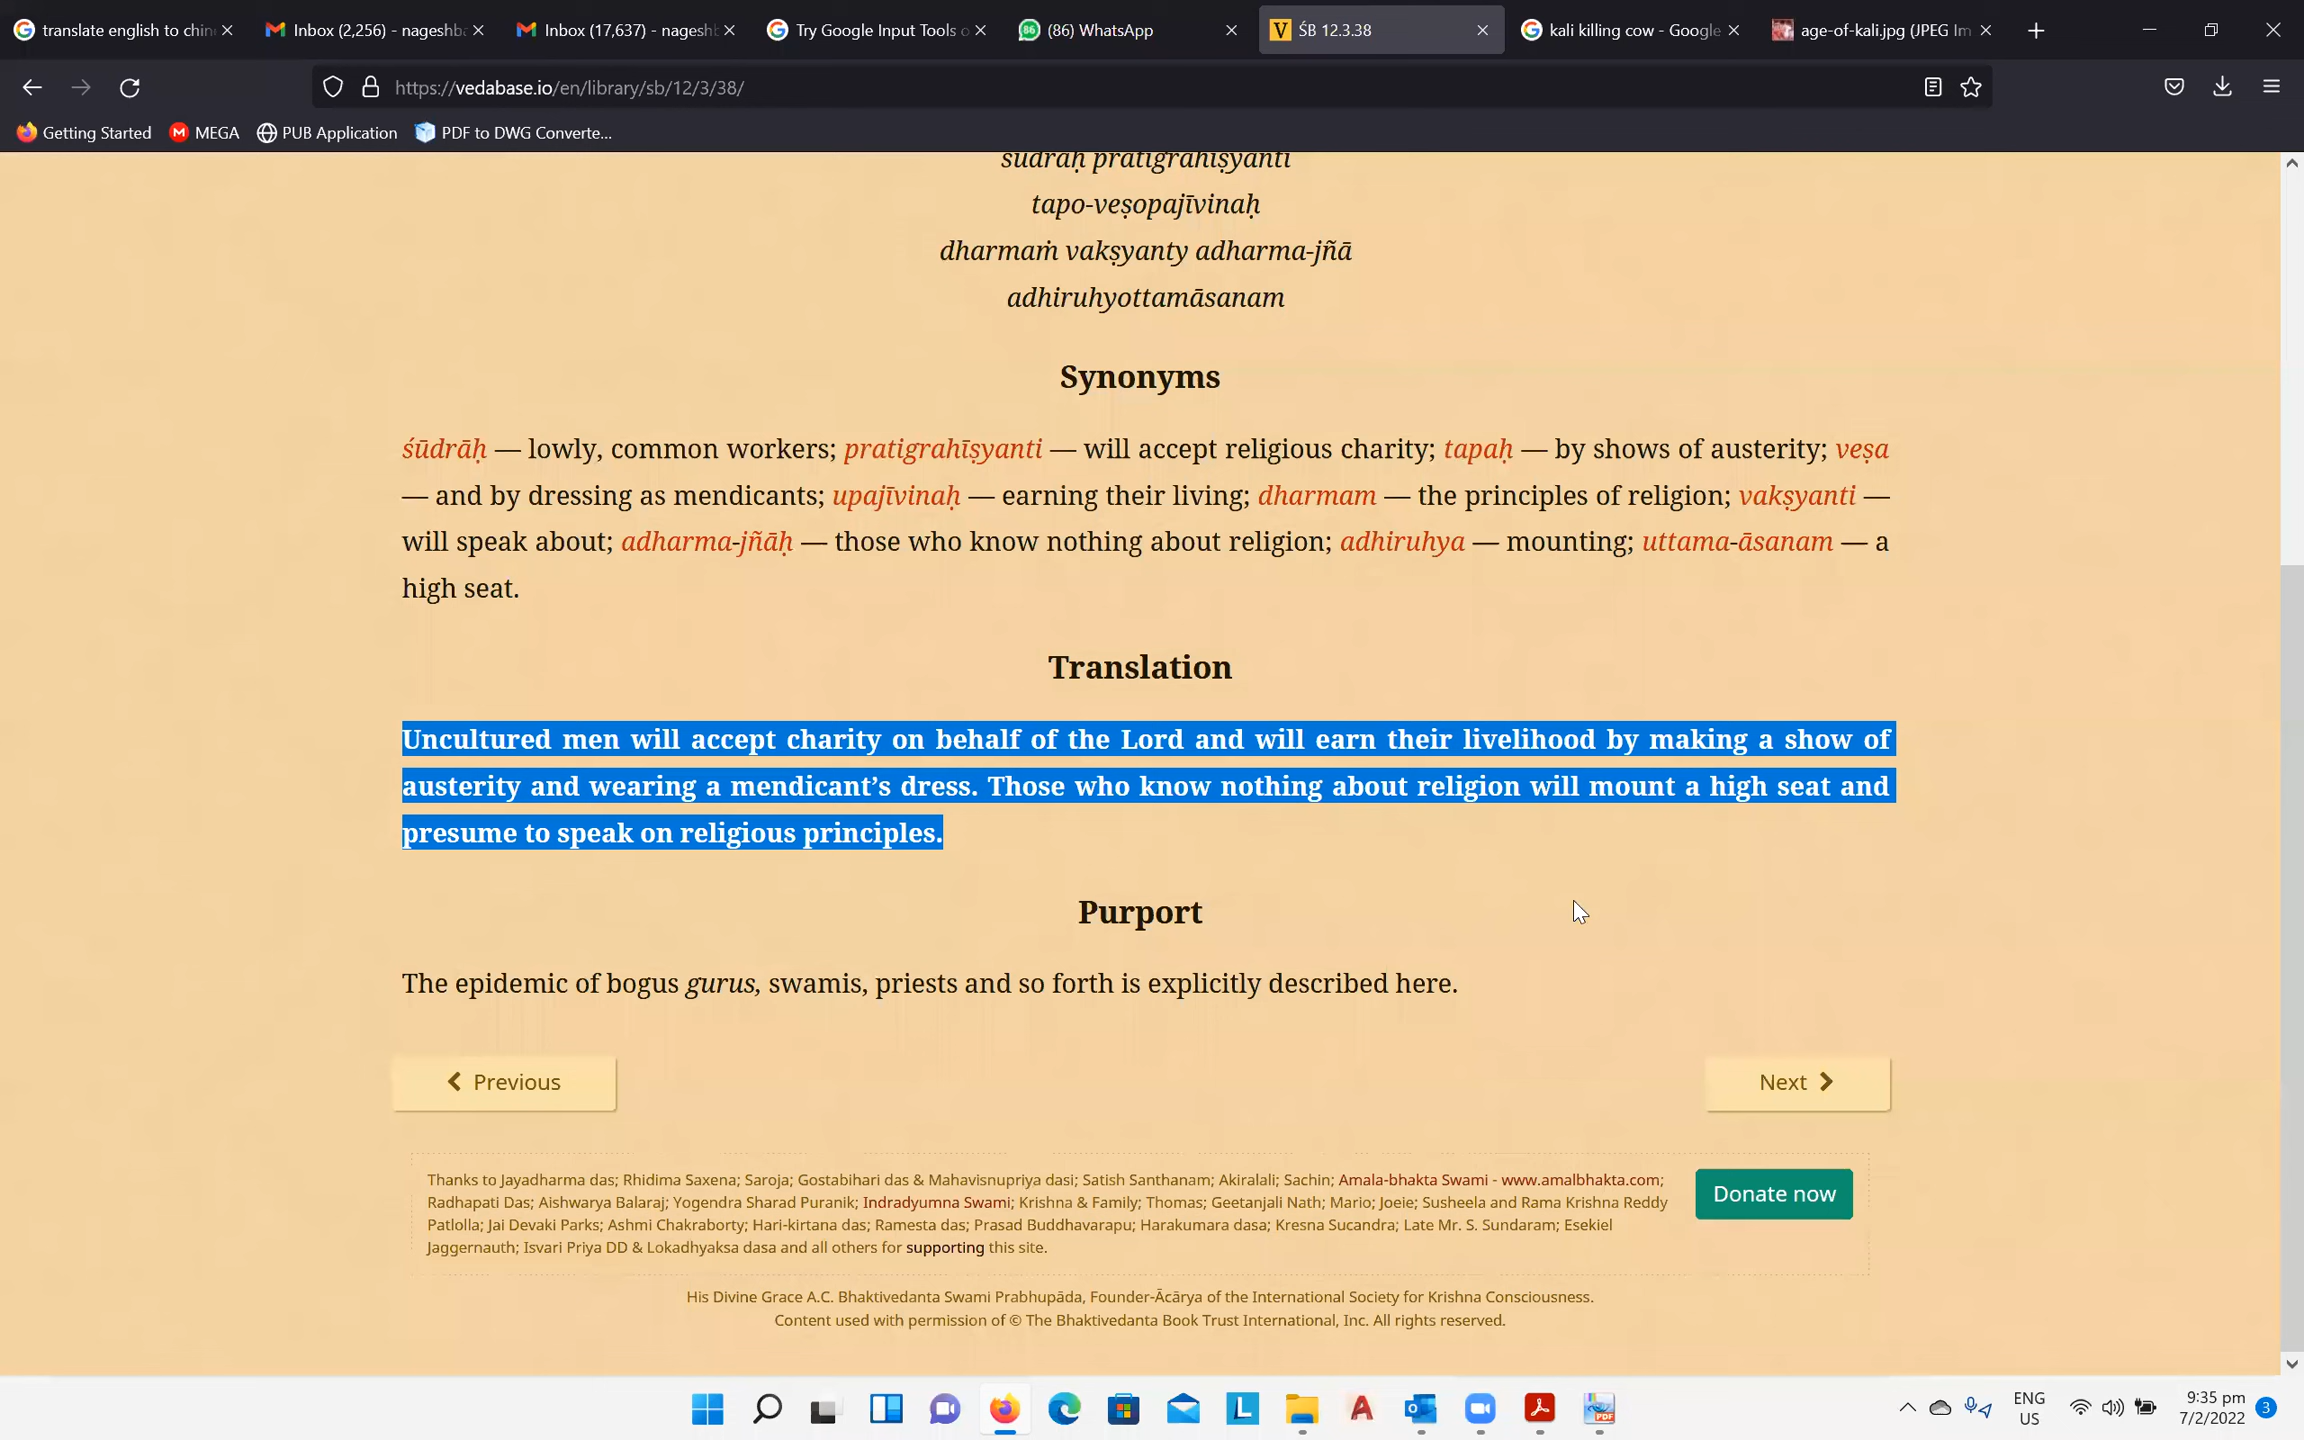 translate english to chin
Inbox (2,256) - nageshba
Inbox (17,637) - nageshb
Try Google Input Tools o
(86) WhatsApp
ŚB 12.3.38
kali killing cow - Google
age-of-kali.jpg (JPEG Im
https://vedabase.io/en/library/sb/12/3/38/
Getting Started
MEGA
PUB Application
PDF to DWG Converte...
śūdrāḥ pratigrahīṣyanti
tapo-veṣopajīvinaḥ
dharmaṁ vakṣyanty adharma-jñā
adhiruhyottamāsanam
Synonyms
śūdrāḥ — lowly, common workers; pratigrahīṣyanti — will accept religious charity; tapaḥ — by shows of austerity; veṣa
— and by dressing as mendicants; upajīvinaḥ — earning their living; dharmam — the principles of religion; vakṣyanti —
will speak about; adharma-jñāḥ — those who know nothing about religion; adhiruhya — mounting; uttama-āsanam — a
high seat.
Translation
Uncultured men will accept charity on behalf of the Lord and will earn their livelihood by making a show of
austerity and wearing a mendicant’s dress. Those who know nothing about religion will mount a high seat and
presume to speak on religious principles.
Purport
The epidemic of bogus gurus, swamis, priests and so forth is explicitly described here.
Previous
Next
Thanks to Jayadharma das; Rhidima Saxena; Saroja; Gostabihari das & Mahavisnupriya dasi; Satish Santhanam; Akiralali; Sachin; Amala-bhakta Swami - www.amalbhakta.com;
Radhapati Das; Aishwarya Balaraj; Yogendra Sharad Puranik; Indradyumna Swami; Krishna & Family; Thomas; Geetanjali Nath; Mario; Joeie; Susheela and Rama Krishna Reddy
Patlolla; Jai Devaki Parks; Ashmi Chakraborty; Hari-kirtana das; Ramesta das; Prasad Buddhavarapu; Harakumara dasa; Kresna Sucandra; Late Mr. S. Sundaram; Esekiel
Jaggernauth; Isvari Priya DD & Lokadhyaksa dasa and all others for supporting this site.
Donate now
His Divine Grace A.C. Bhaktivedanta Swami Prabhupāda, Founder-Ācārya of the International Society for Krishna Consciousness.
Content used with permission of © The Bhaktivedanta Book Trust International, Inc. All rights reserved.
ENG
US
9:35 pm
7/2/2022
3